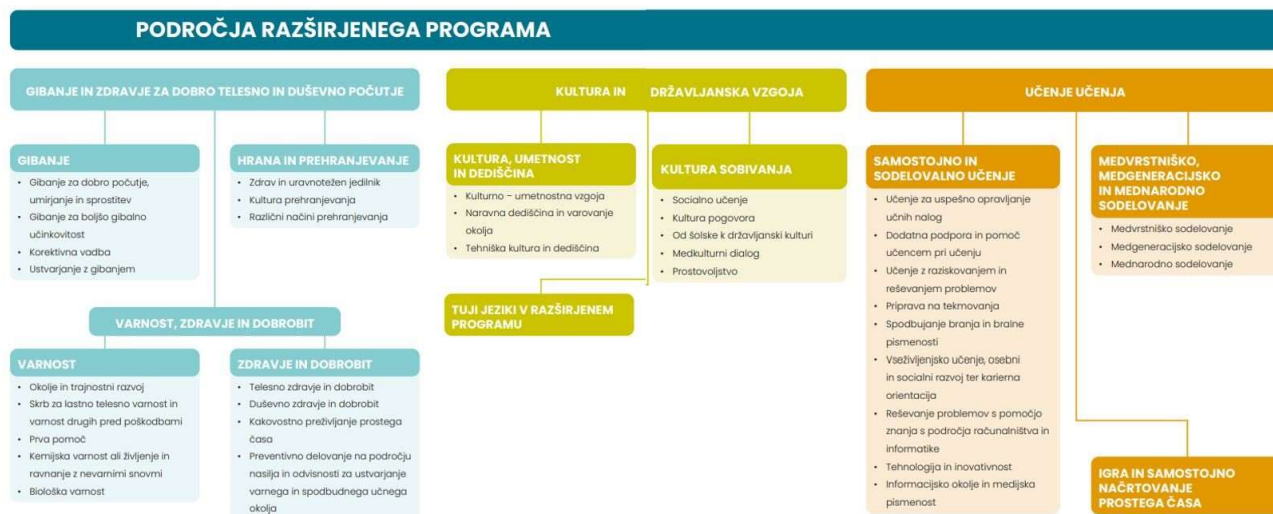 PODROČJA RAZŠIRJENEGA PROGRAMA
GIBANJE IN ZDRAVJE ZA DOBRO TELESNO IN DUŠEVNO POČUTJE
GIBANJE
• Gibanje za dobro počutje,
umirjanje in sprostitev
• Gibanje za boljšo gibalno
učinkovitost
• Korektivna vadba
• Ustvarjanje z gibanjem
HRANA IN PREHRANJEVANJE
• Zdrav in uravnotežen jedilnik
• Kultura prehranjevanja
• Različni načini prehranjevanja
VARNOST, ZDRAVJE IN DOBROBIT
VARNOST
• Okolje in trajnostni razvoj
• Skrb za lastno telesno varnost in
varnost drugih pred poškodbami
• Prva pomoč
• Kemijska varnost ali življenje in
ravnanje z nevarnimi snovmi
• Biološka varnost
ZDRAVJE IN DOBROBIT
• Telesno zdravje in dobrobit
• Duševno zdravje in dobrobit
• Kakovostno preživljanje prostega
časa
• Preventivno delovanje na področju
nasilja in odvisnosti za ustvarjanje
varnega in spodbudnega učnega
okolja
KULTURA IN DRŽAVLJANSKA VZGOJA
KULTURA, UMETNOST
IN DEDIŠČINA
• Kulturno – umetnostna vzgoja
• Naravna dediščina in varovanje
okolja
• Tehniška kultura in dediščina
KULTURA SOBIVANJA
• Socialno učenje
• Kultura pogovora
• Od šolske k državljanski kulturi
• Medkulturni dialog
• Prostovoljstvo
TUJI JEZIKI V RAZŠIRJENEM
PROGRAMU
UČENJE UČENJA
SAMOSTOJNO IN
SODELOVALNO UČENJE
• Učenje za uspešno opravljanje
učnih nalog
• Dodatna podpora in pomoč
učencem pri učenju
• Učenje z raziskovanjem in
reševanjem problemov
• Priprava na tekmovanja
• Spodbujanje branja in bralne
pismenosti
• Vseživljenjsko učenje, osebni
in socialni razvoj ter karierna
orientacija
• Reševanje problemov s pomočjo
znanja s področja računalništva in
informatike
• Tehnologija in inovativnost
• Informacijsko okolje in medijska
pismenost
MEDVRSTNIŠKO,
MEDGENERACIJSKO
IN MEDNARODNO
SODELOVANJE
• Medvrstniško sodelovanje
• Medgeneracijsko sodelovanje
• Mednarodno sodelovanje
IGRA IN SAMOSTOJNO
NAČRTOVANJE
PROSTEGA ČASA